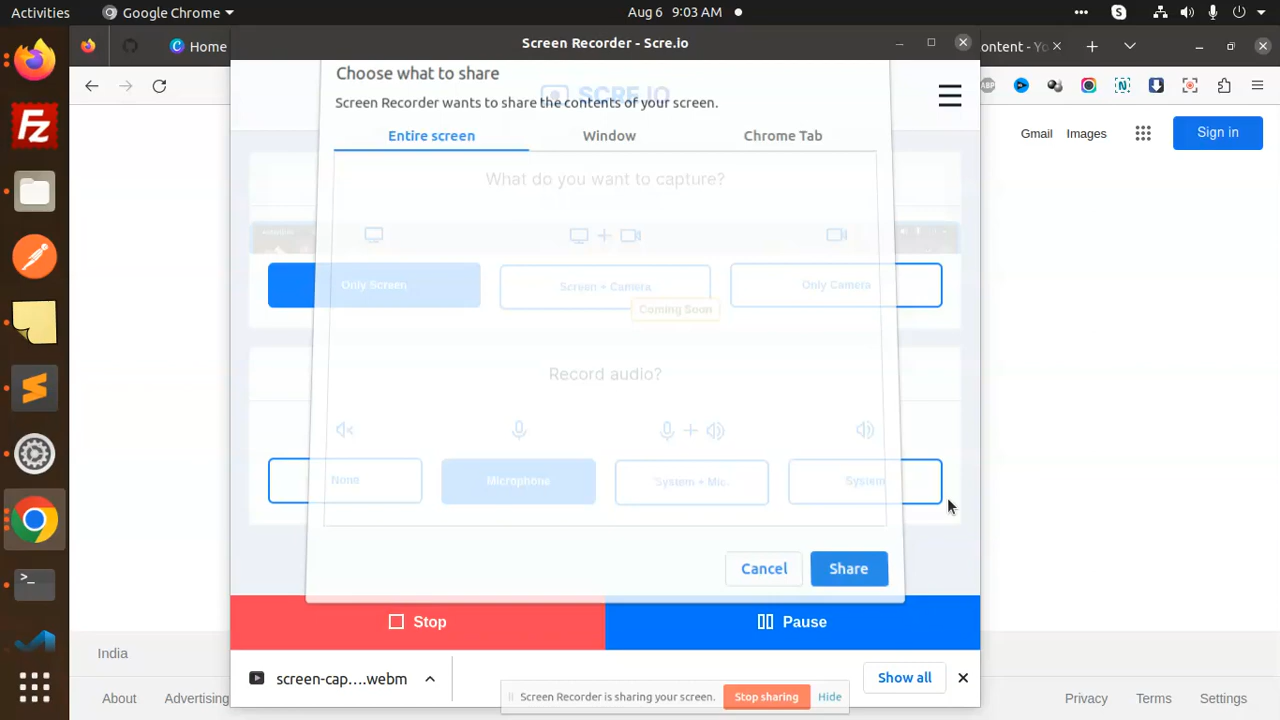 Activities
Google Chrome
Aug 6 9:03 AM
Home
Screen Recorder - Scre.io
ontent - Yo
ABP
Choose what to share
SCRE.IO
Screen Recorder wants to share the contents of your screen.
Entire screen
Window
Chrome Tab
Gmail
Images
Sign in
What do you want to capture?
Only Screen
Screen + Camera
Only Camera
Coming Soon
Record audio?
None
Microphone
System + Mic.
System
Cancel
Share
Stop
Pause
India
screen-cap....webm
Show all
About
Advertising
Screen Recorder is sharing your screen.
Stop sharing
Hide
Privacy
Terms
Settings